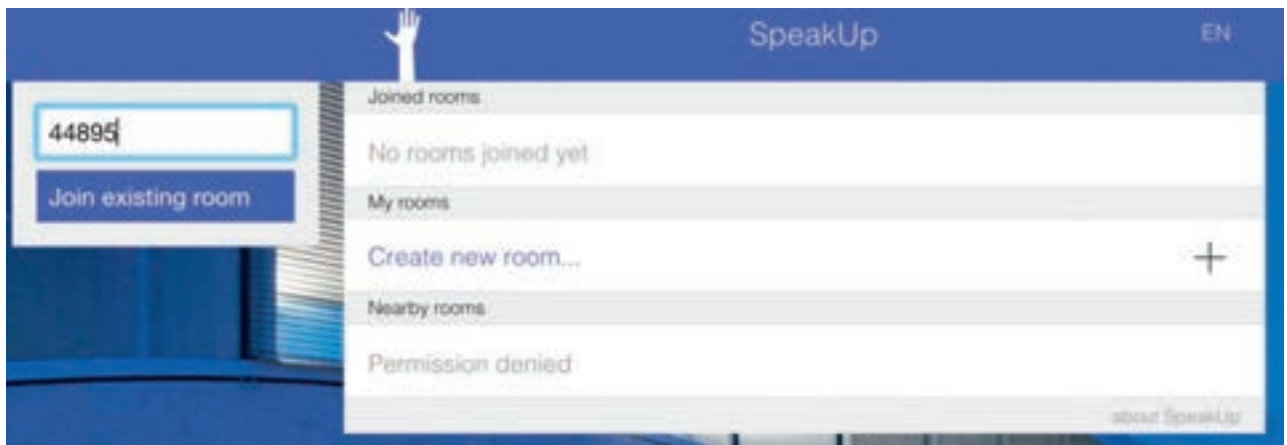 SpeakUp
EN
44895
Join existing room
Joined rooms
No rooms joined yet
My rooms
Create new room...
Nearby rooms
Permission denied
about SpeakUp